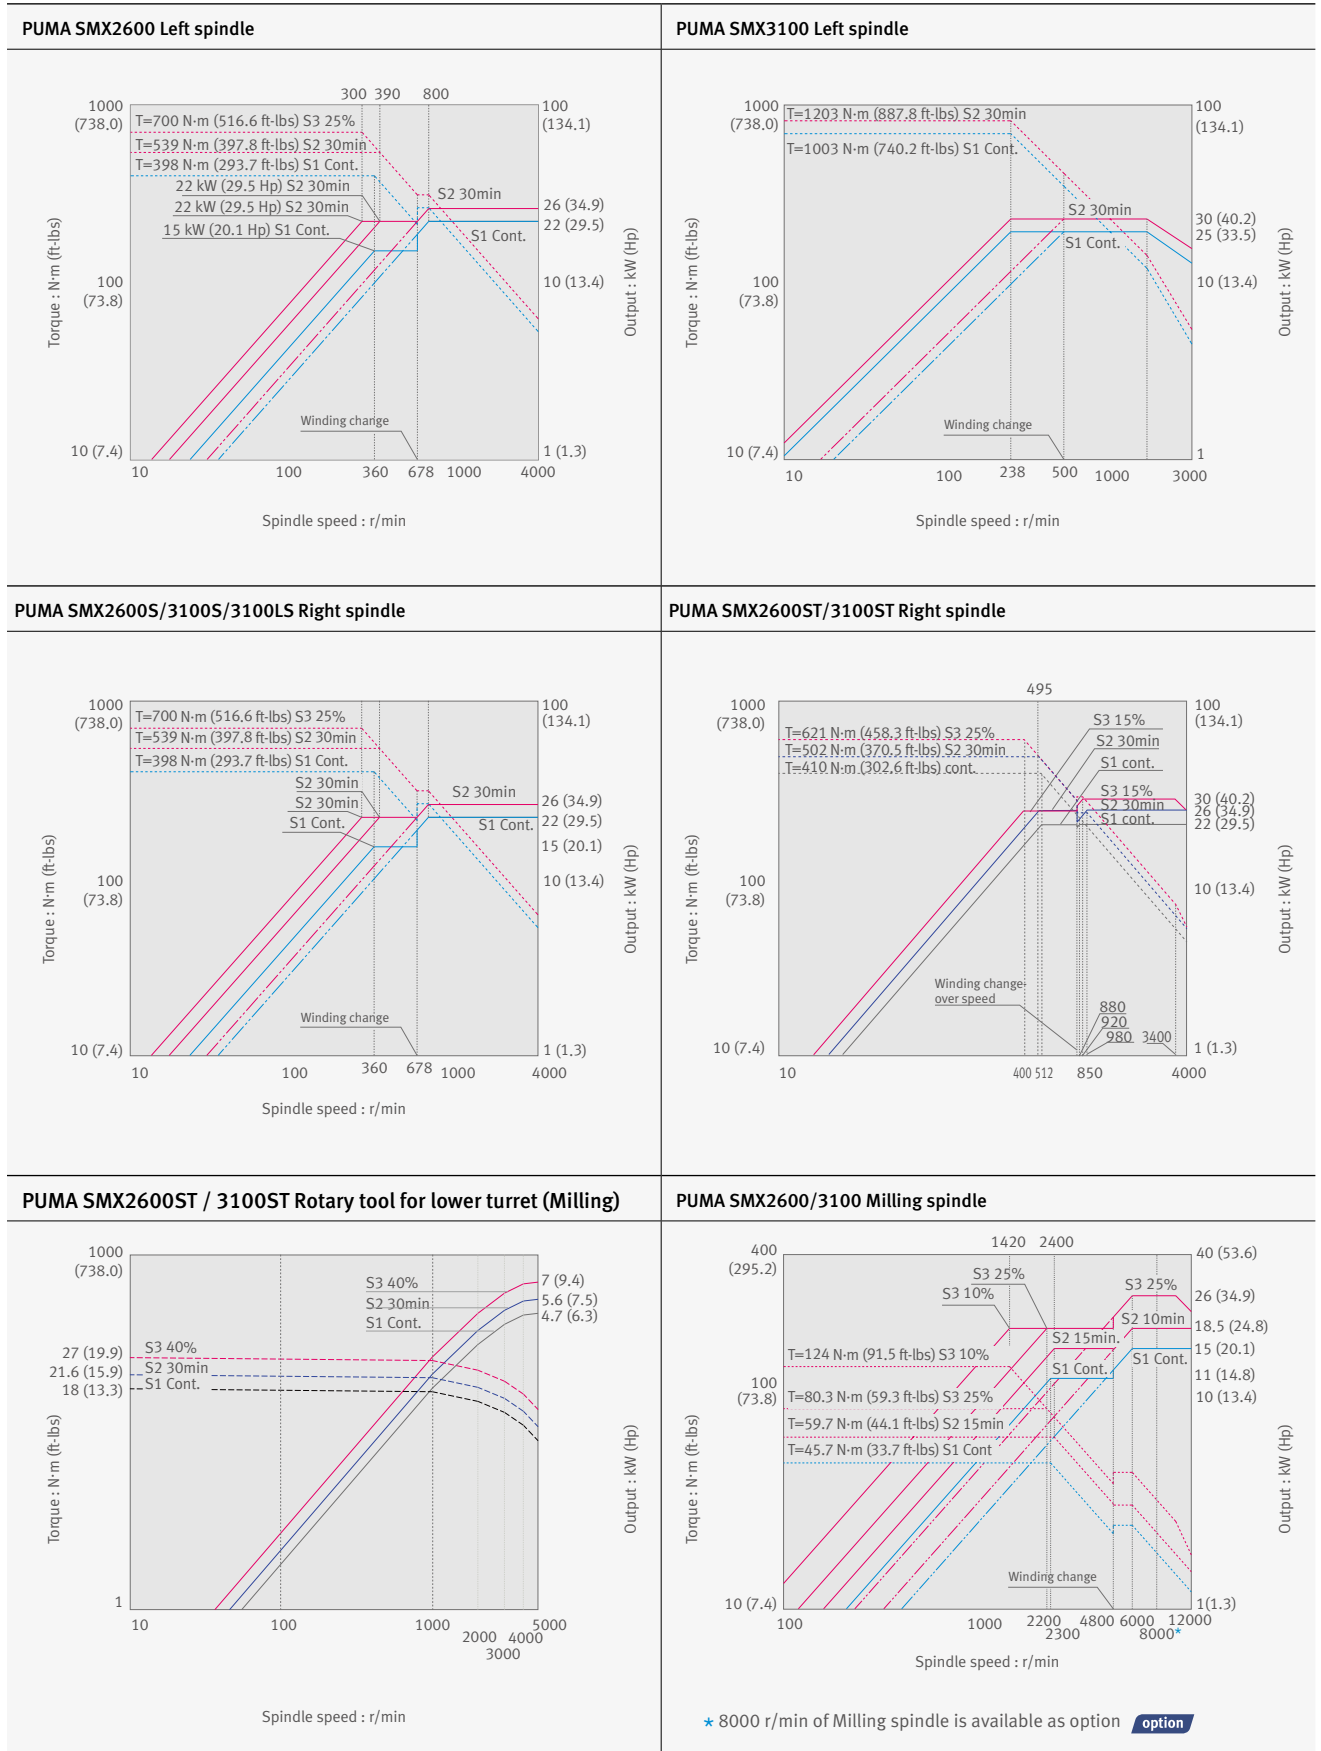 PUMA SMX2600 Left spindle
300 390 800
1000
(738.0)
100
(134.1)
T=700 N·m (516.6 ft-lbs) S3 25%
T=539 N·m (397.8 ft-lbs) S2 30min
T=398 N·m (293.7 ft-lbs) S1 Cont.
22 kW (29.5 Hp) S2 30min
22 kW (29.5 Hp) S2 30min
15 kW (20.1 Hp) S1 Cont.
S2 30min
26 (34.9)
22 (29.5)
S1 Cont.
100
(73.8)
10 (13.4)
Torque : N·m (ft-lbs)
Output : kW (Hp)
Winding change
10 (7.4)
1 (1.3)
10 100 360 678 1000 4000
Spindle speed : r/min
PUMA SMX3100 Left spindle
1000
(738.0)
100
(134.1)
T=1203 N·m (887.8 ft-lbs) S2 30min
T=1003 N·m (740.2 ft-lbs) S1 Cont.
S2 30min
30 (40.2)
25 (33.5)
S1 Cont.
100
(73.8)
10 (13.4)
Torque : N·m (ft-lbs)
Output : kW (Hp)
Winding change
10 (7.4)
1
10 100 238 500 1000 3000
Spindle speed : r/min
PUMA SMX2600S/3100S/3100LS Right spindle
1000
(738.0)
100
(134.1)
T=700 N·m (516.6 ft-lbs) S3 25%
T=539 N·m (397.8 ft-lbs) S2 30min
T=398 N·m (293.7 ft-lbs) S1 Cont.
S2 30min
S2 30min
S1 Cont.
S2 30min
26 (34.9)
22 (29.5)
S1 Cont.
15 (20.1)
100
(73.8)
10 (13.4)
Torque : N·m (ft-lbs)
Output : kW (Hp)
Winding change
10 (7.4)
1 (1.3)
10 100 360 678 1000 4000
Spindle speed : r/min
PUMA SMX2600ST/3100ST Right spindle
495
1000
(738.0)
100
(134.1)
T=621 N·m (458.3 ft-lbs) S3 25%
T=502 N·m (370.5 ft-lbs) S2 30min
T=410 N·m (302.6 ft-lbs) cont.
S3 15%
S2 30min
S1 cont.
S3 15%
S2 30min
S1 cont.
30 (40.2)
26 (34.9)
22 (29.5)
100
(73.8)
10 (13.4)
Torque : N·m (ft-lbs)
Output : kW (Hp)
Winding change-
over speed
880
920
980 3400
10 (7.4)
1 (1.3)
10 400 512 850 4000
PUMA SMX2600ST / 3100ST Rotary tool for lower turret (Milling)
1000
(738.0)
S3 40%
S2 30min
S1 Cont.
7 (9.4)
5.6 (7.5)
4.7 (6.3)
27 (19.9)
21.6 (15.9)
18 (13.3)
S3 40%
S2 30min
S1 Cont.
Torque : N·m (ft-lbs)
Output : kW (Hp)
1
10 100 1000 5000
2000 4000
3000
Spindle speed : r/min
PUMA SMX2600/3100 Milling spindle
1420 2400
400
(295.2)
40 (53.6)
S3 25%
S3 10%
S3 25%
26 (34.9)
S2 10min
18.5 (24.8)
S2 15min.
S1 Cont.
S1 Cont.
15 (20.1)
11 (14.8)
10 (13.4)
T=124 N·m (91.5 ft-lbs) S3 10%
100
(73.8)
T=80.3 N·m (59.3 ft-lbs) S3 25%
T=59.7 N·m (44.1 ft-lbs) S2 15min
T=45.7 N·m (33.7 ft-lbs) S1 Cont
Torque : N·m (ft-lbs)
Output : kW (Hp)
Winding change
10 (7.4)
1(1.3)
100 1000 2200 4800 6000 12000
2300 8000*
Spindle speed : r/min
* 8000 r/min of Milling spindle is available as option option